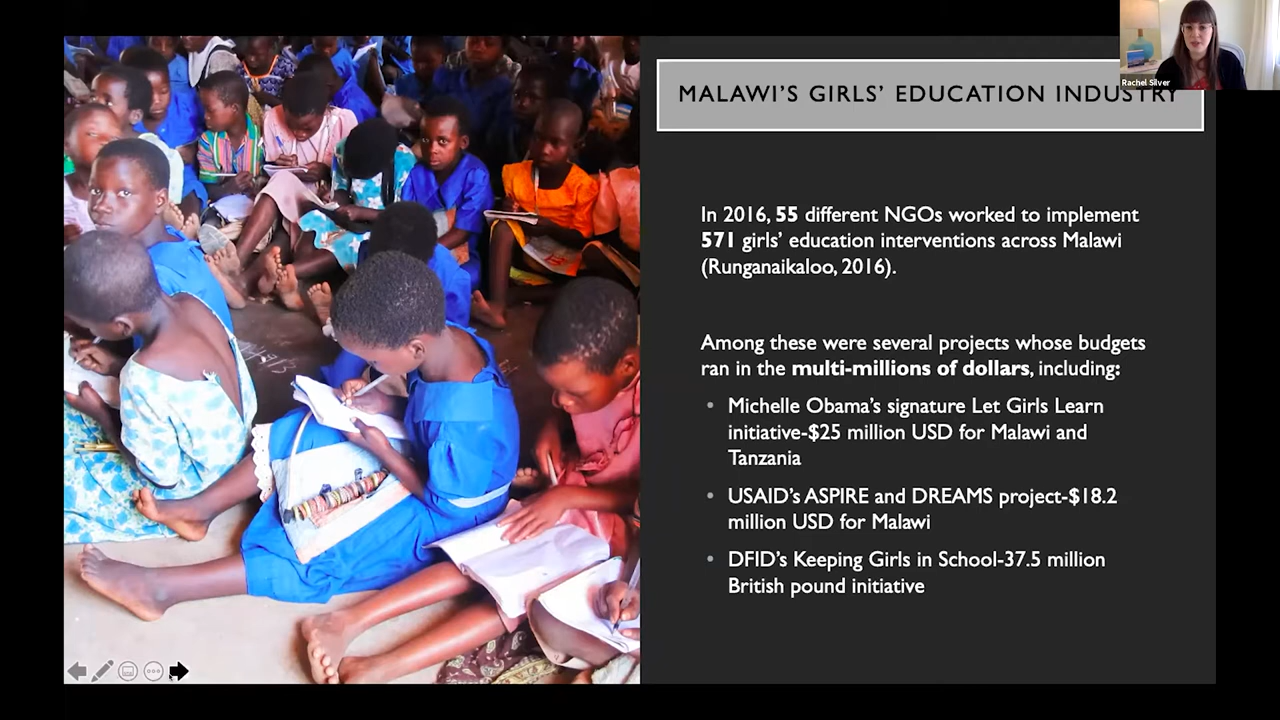 Rachel Silver
MALAWI'S GIRLS' EDUCATION INDUSTRY
In 2016, 55 different NGOs worked to implement
571 girls' education interventions across Malawi
(Runganaikaloo, 2016).
Among these were several projects whose budgets
ran in the multi-millions of dollars, including:
• Michelle Obama's signature Let Girls Learn
initiative-$25 million USD for Malawi and
Tanzania
• USAID's ASPIRE and DREAMS project-$18.2
million USD for Malawi
• DFID's Keeping Girls in School-37.5 million
British pound initiative